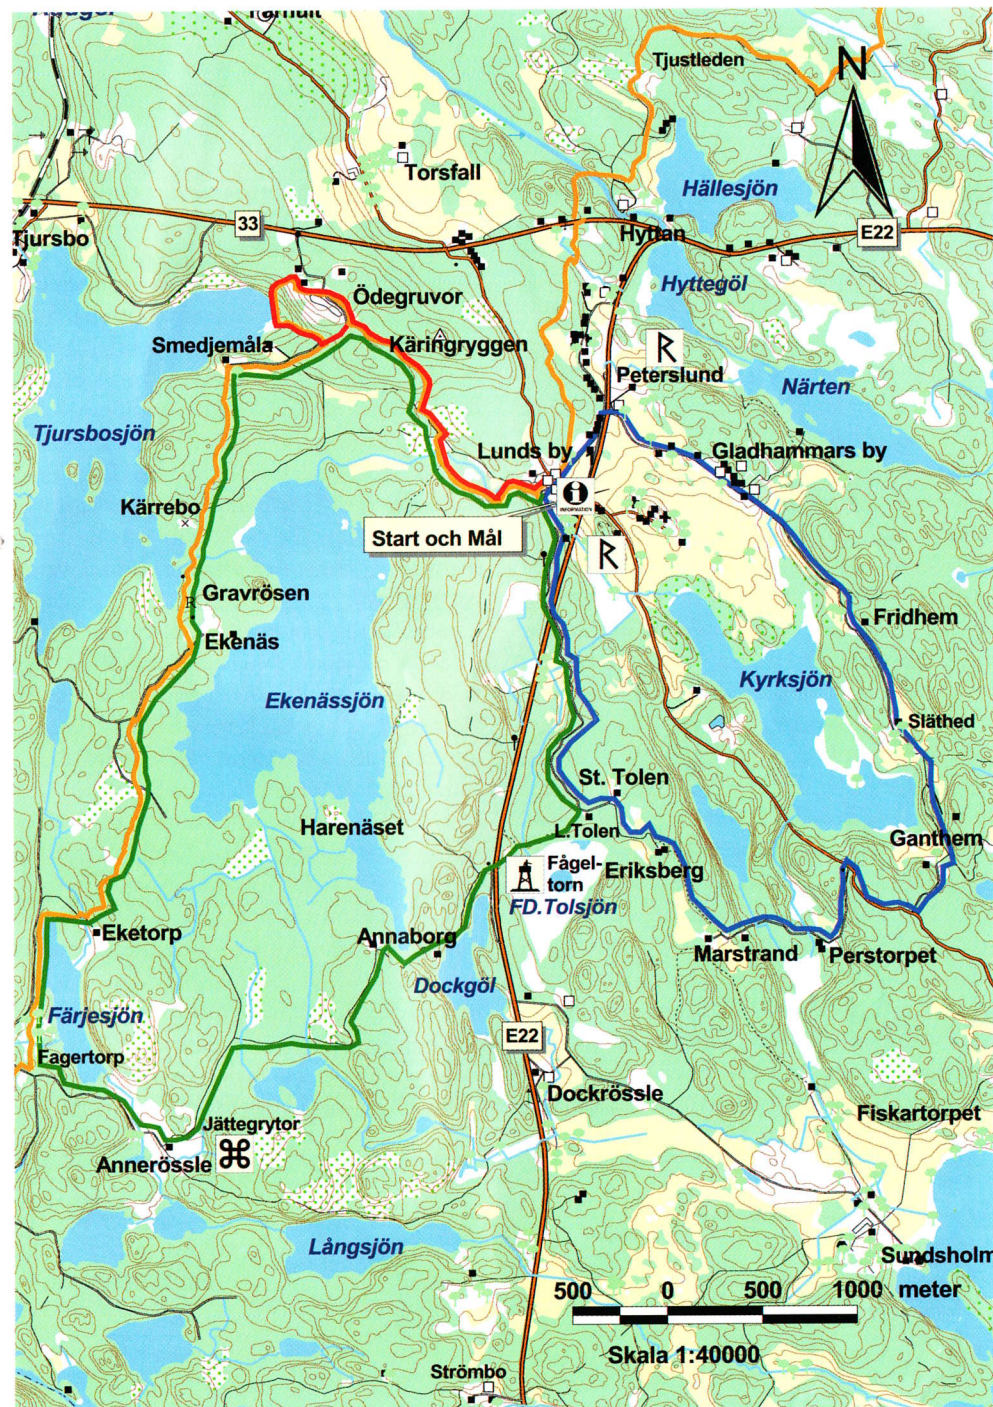 Tjustleden
N
Torsfall
Hällesjön
33
E22
Tjursbo
Hyttan
Hyttegöl
Ödegruvor
Smedjemåla
Käringryggen
R
Peterslund
Närten
Tjursbosjön
Lunds by
Gladhammars by
Kärrebo
INFORMATION
Start och Mål
R
Gravrösen
R
Ekenäs
Fridhem
Ekenässjön
Kyrksjön
Släthed
St. Tolen
Harenäset
L.Tolen
Ganthem
Fågel-
torn
Eriksberg
FD.Tolsjön
Eketorp
Annaborg
Marstrand
Perstorpet
Dockgöl
Färjesjön
E22
Fagertorp
Dockrössle
Fiskartorpet
Jättegrytor
Annerössle
Långsjön
Sundsholm
500 0 500 1000 meter
Skala 1:40000
Strömbo